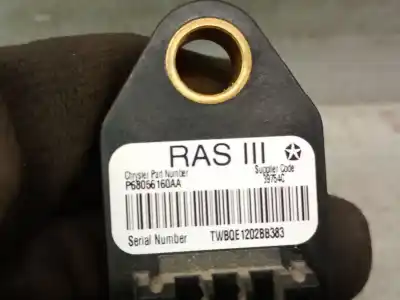 RAS III
Chrysler Part Number
Supplier Code
P68056160AA
39754C
Serial Number TWBQE1202BB383